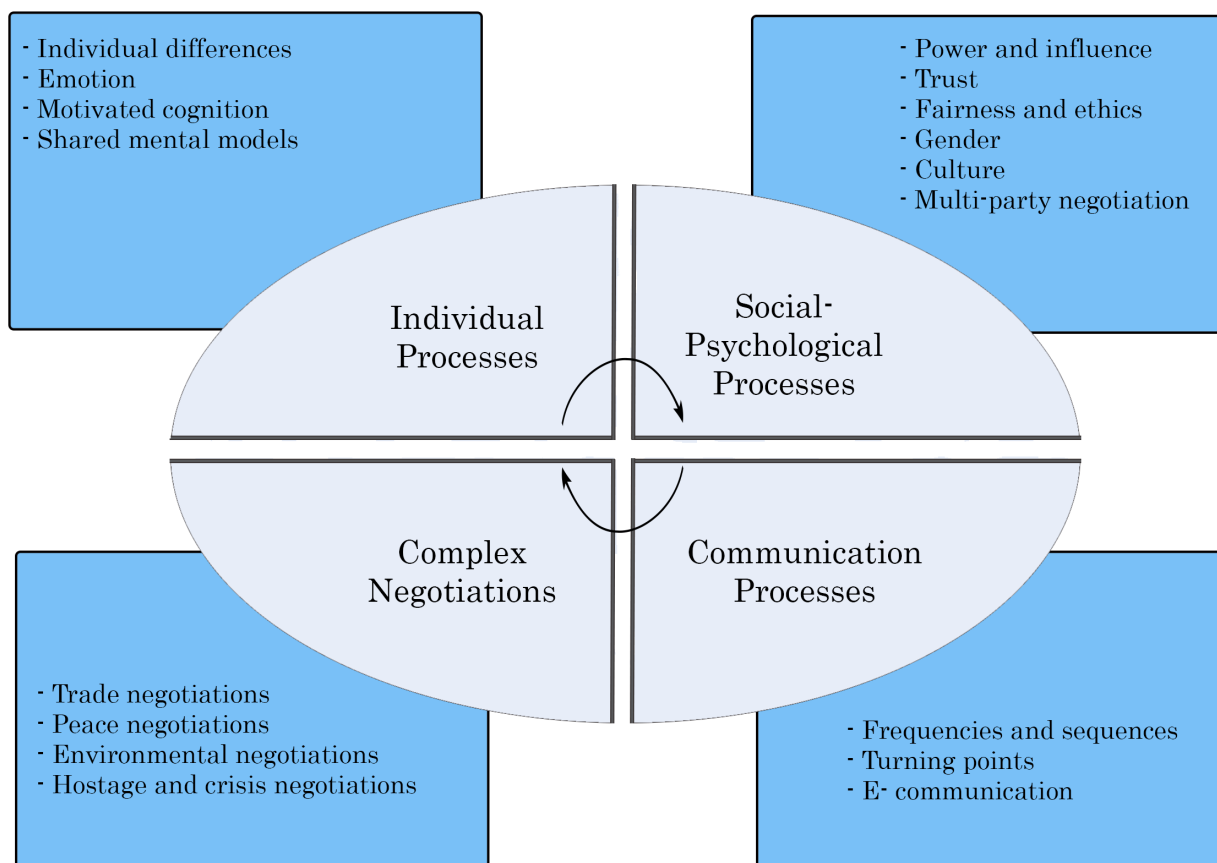 - Individual differences
- Emotion
- Motivated cognition
- Shared mental models
- Power and influence
- Trust
- Fairness and ethics
- Gender
- Culture
- Multi-party negotiation
Individual
Processes
Social-
Psychological
Processes
Complex
Negotiations
Communication
Processes
- Trade negotiations
- Peace negotiations
- Environmental negotiations
- Hostage and crisis negotiations
- Frequencies and sequences
- Turning points
- E- communication